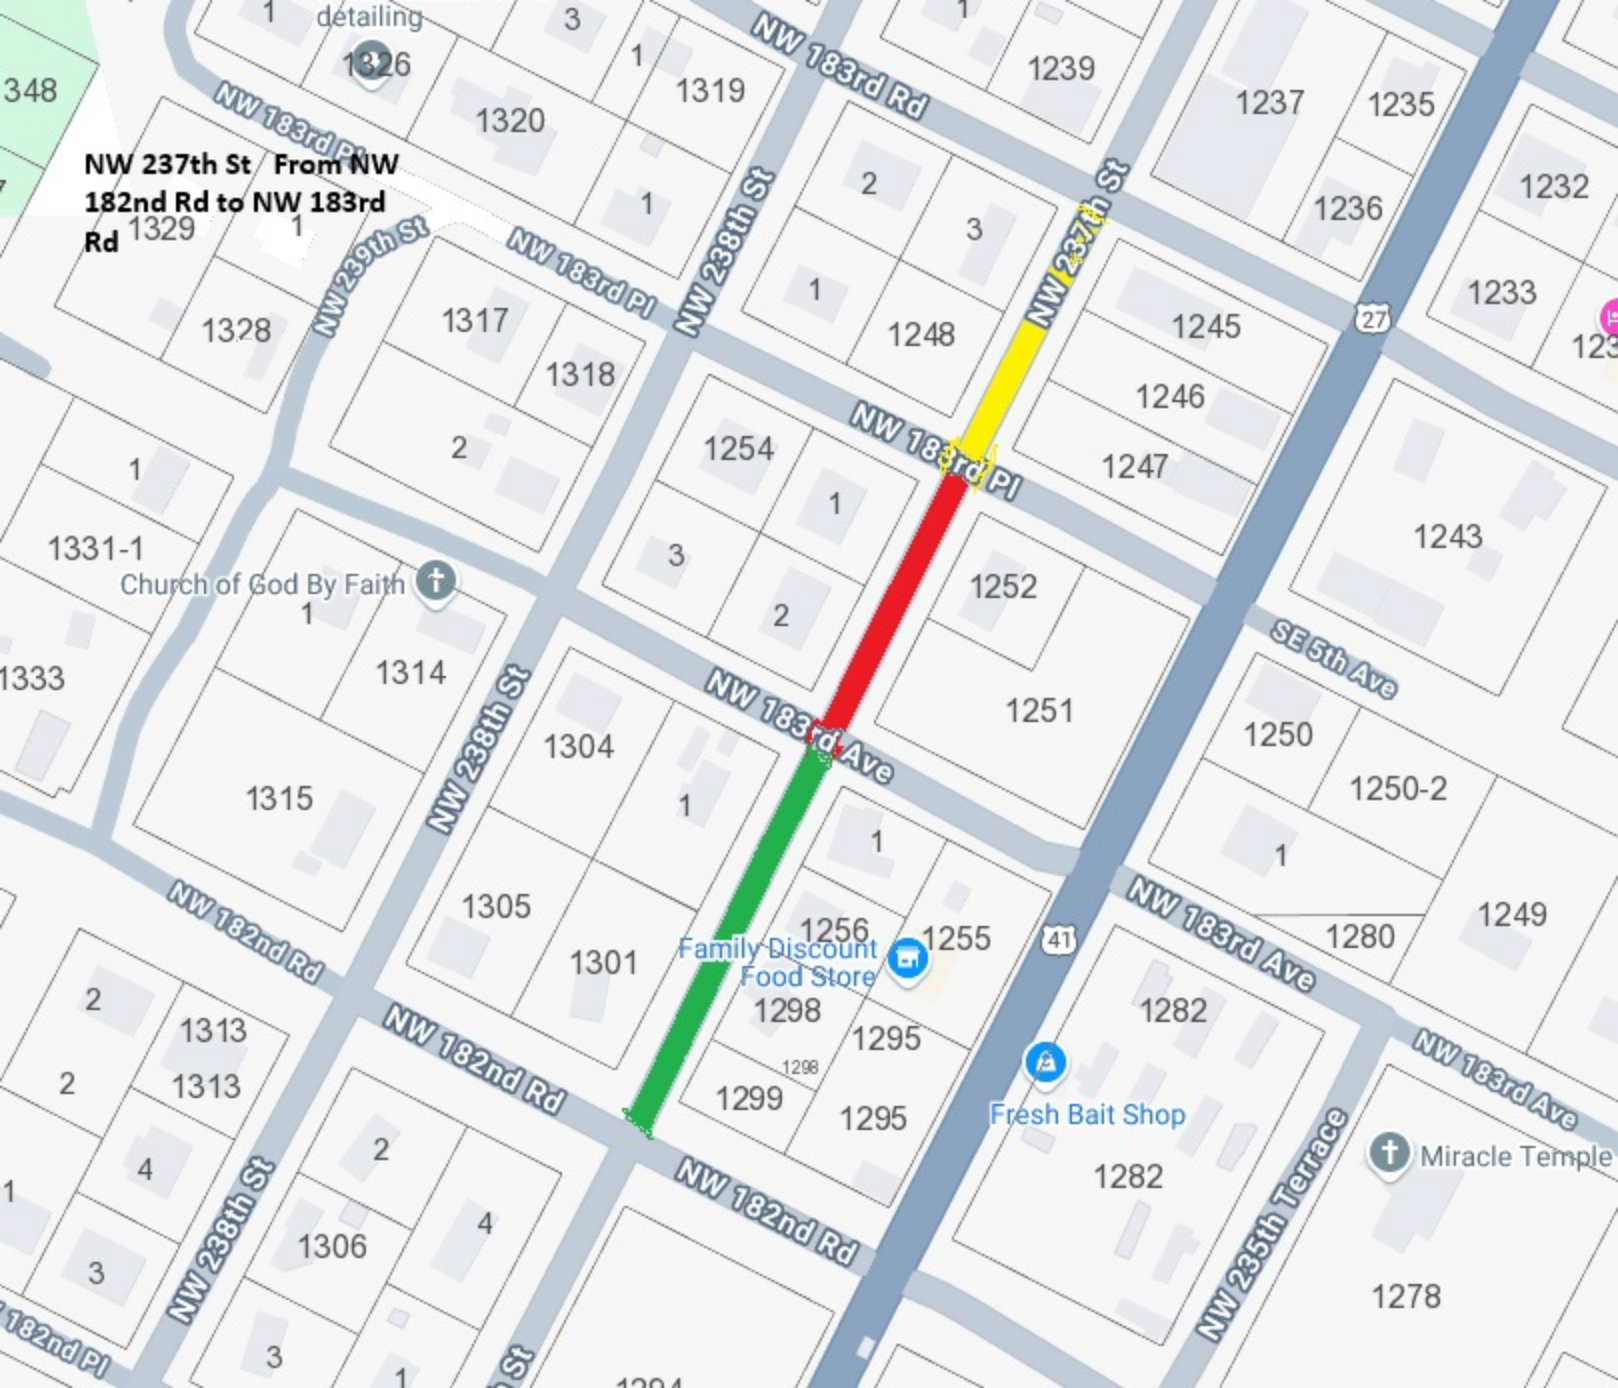 1
detailing
3
1
1
1239
NW 183rd Rd
1326
1319
1237
1235
348
1320
NW 183rd Pl
NW 237th St From NW
182nd Rd to NW 183rd
Rd
1329
1
1
2
3
1232
1236
NW 238th St
NW 237th St
NW 239th St
NW 183rd Pl
1
1233
27
1317
1328
1248
1245
1318
1246
NW 183rd Pl
2
1254
1247
1
1
1243
1331-1
3
1252
Church of God By Faith
1
2
SE 5th Ave
1314
1333
1251
NW 183rd Ave
1304
1250
NW 238th St
1250-2
1315
1
1
1
NW 183rd Ave
NW 182nd Rd
1305
1256
1255
1249
1280
41
Family Discount
Food Store
1301
2
1298
1282
1313
1295
NW 182nd Rd
1298
NW 183rd Ave
2
1313
1299
1295
Fresh Bait Shop
2
4
Miracle Temple
1282
1
NW 182nd Rd
NW 238th St
4
1306
NW 235th Terrace
3
1278
182nd Pl
3
1
St